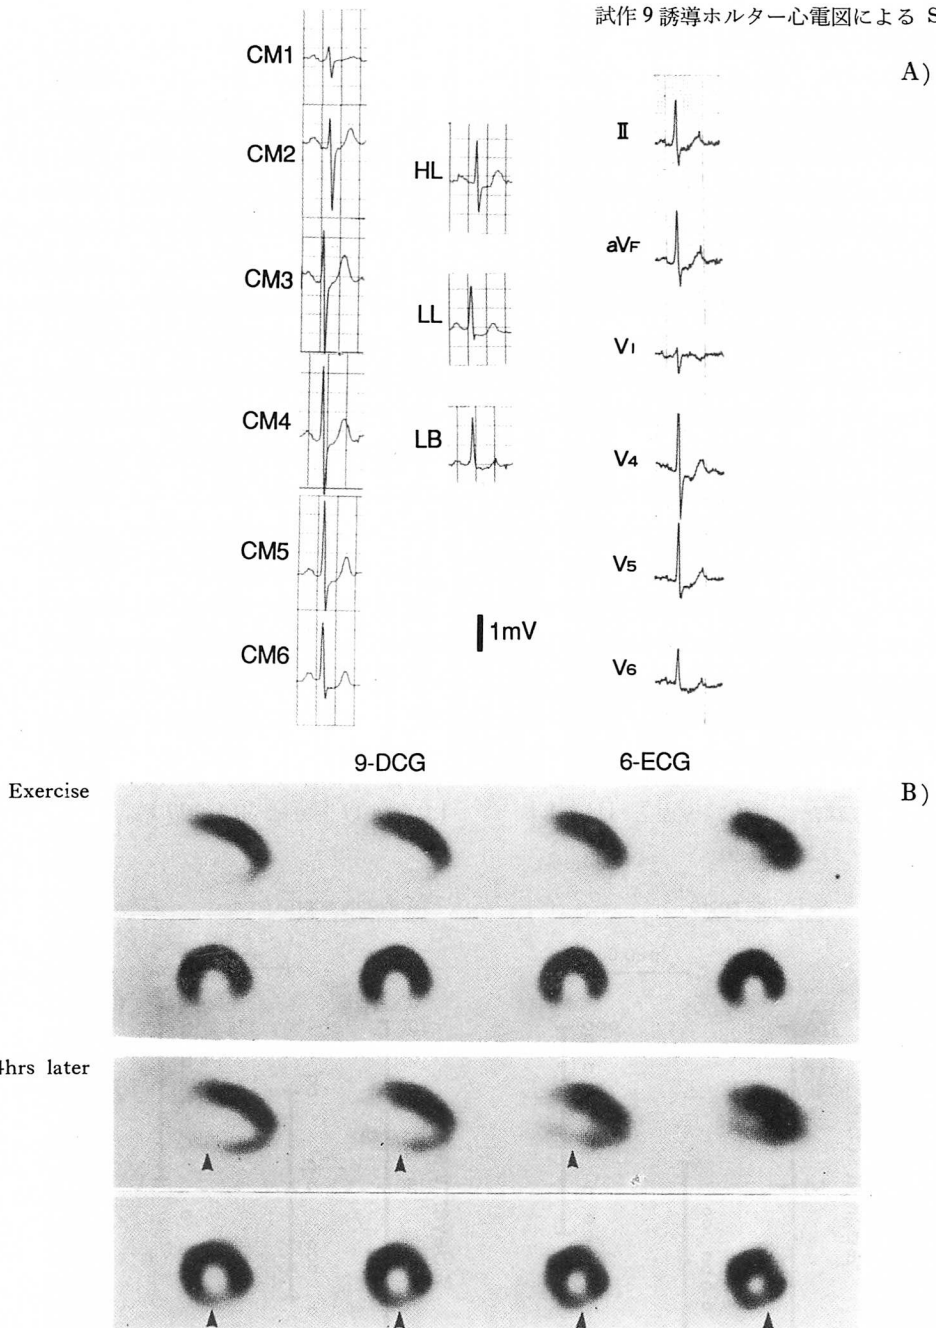 試作9誘導ホルター心電図による S
A)
CM1
CM2
CM3
CM4
CM5
CM6
HL
LL
LB
1mV
II
aVF
V1
V4
V5
V6
9-DCG
6-ECG
B)
Exercise
4hrs later